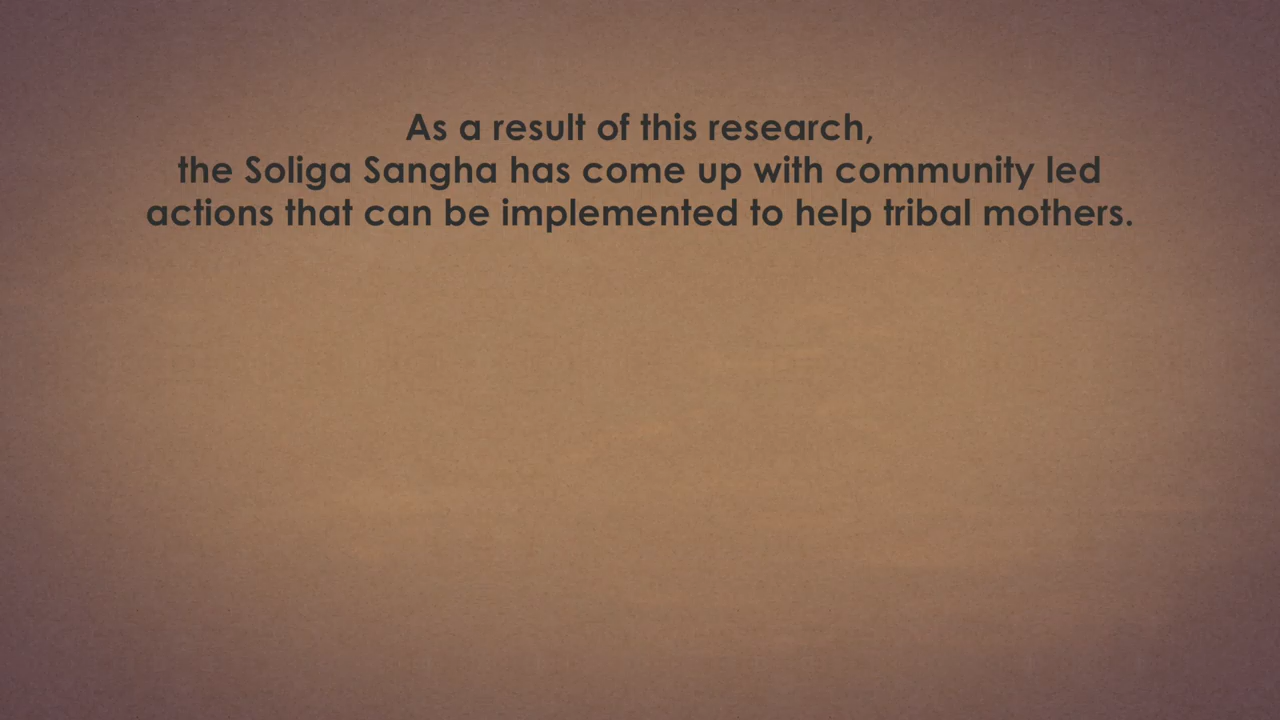 As a result of this research,
the Soliga Sangha has come up with community led
actions that can be implemented to help tribal mothers.